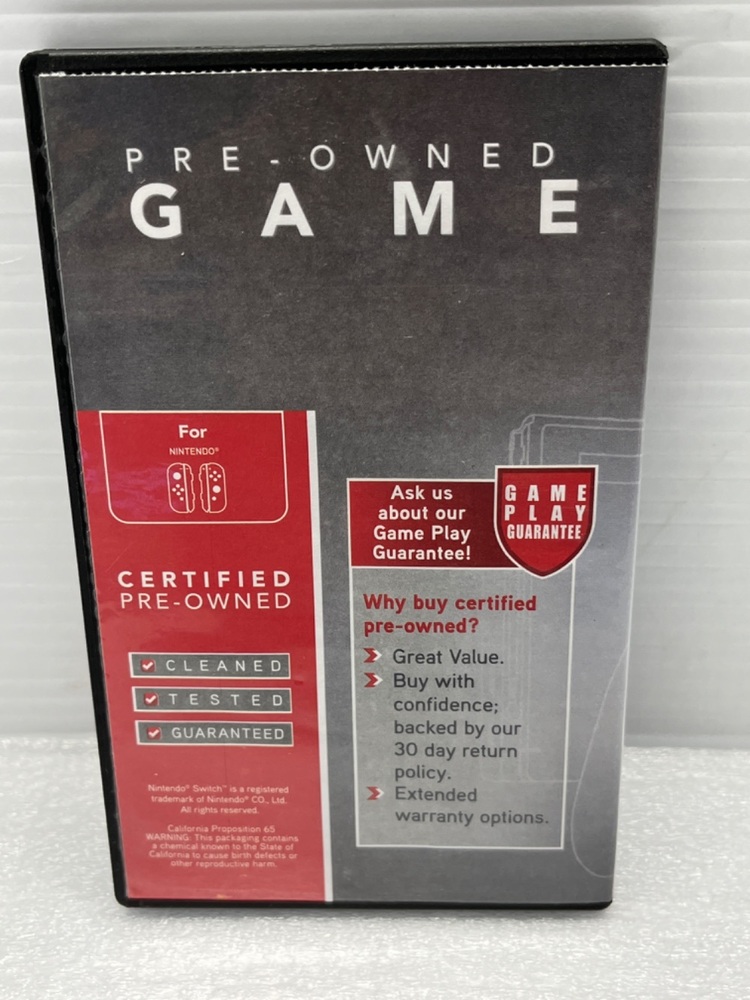 PRE-OWNED
GAME
For
NINTENDO®
CERTIFIED
PRE-OWNED
CLEANED
TESTED
GUARANTEED
Nintendo® Switch™ is a registered
trademark of Nintendo® CO., Ltd.
All rights reserved.
California Proposition 65
WARNING: This packaging contains
a chemical known to the State of
California to cause birth defects or
other reproductive harm.
Ask us
about our
Game Play
Guarantee!
GAME
PLAY
GUARANTEE
Why buy certified
pre-owned?
Great Value.
Buy with
confidence;
backed by our
30 day return
policy.
Extended
warranty options.